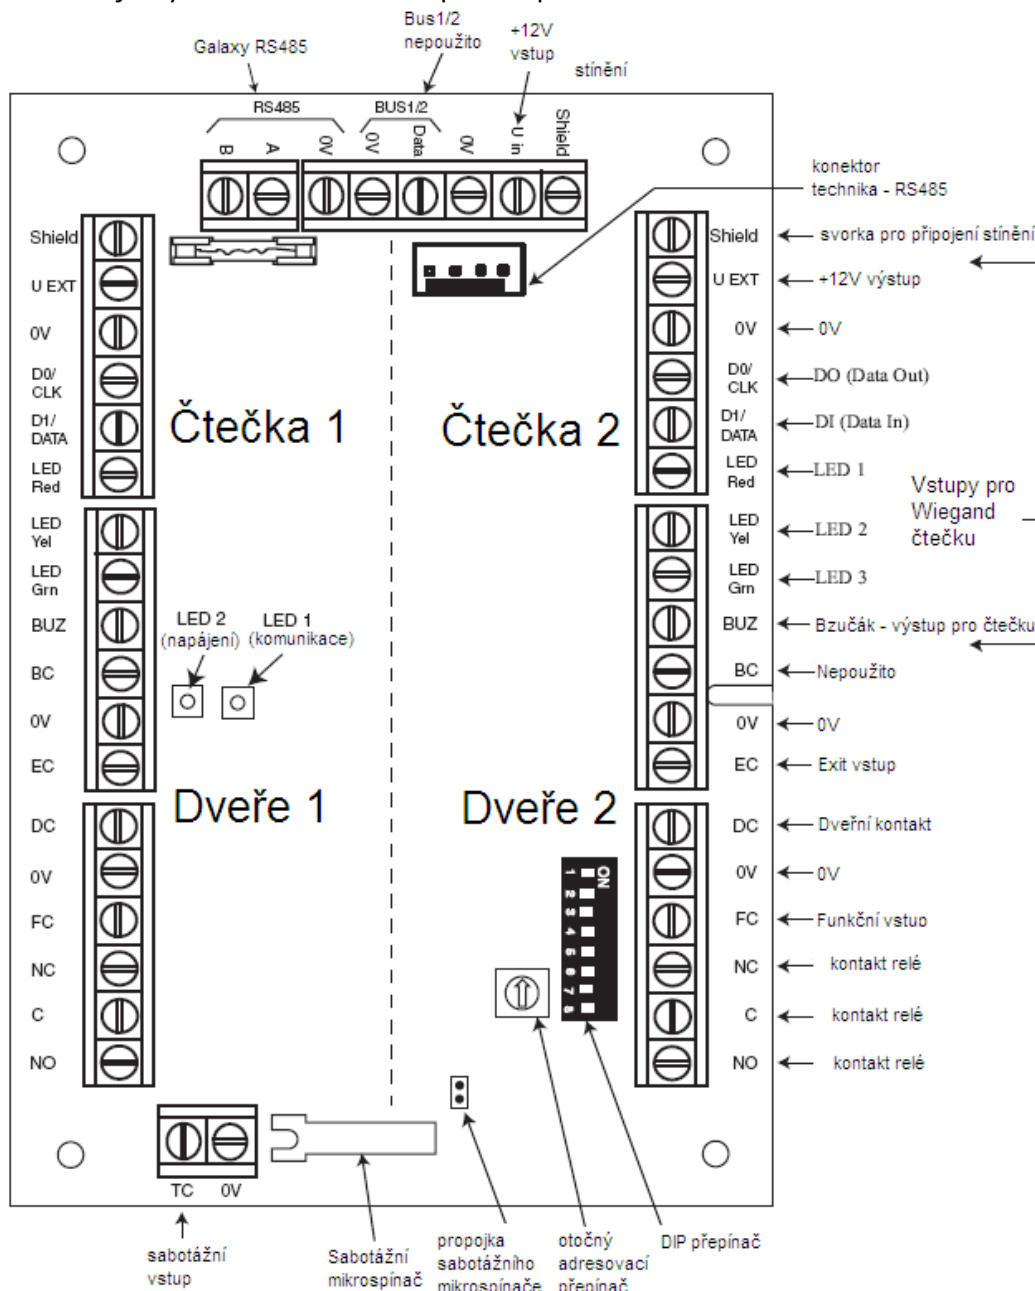 Galaxy RS485
Bus1/2
nepoužito
+12V
vstup
stínění
RS485
BUS1/2
B
A
0V
0V
Data
0V
U in
Shield
konektor
technika - RS485
Shield
U EXT
0V
D0/
CLK
D1/
DATA
LED
Red
LED
Yel
LED
Grn
BUZ
BC
0V
EC
DC
0V
FC
NC
C
NO
Čtečka 1
Čtečka 2
LED 2
(napájení)
LED 1
(komunikace)
Dveře 1
Dveře 2
ON
1
2
3
4
5
6
7
8
Shield
svorka pro připojení stínění
U EXT
+12V výstup
0V
0V
D0/
CLK
DO (Data Out)
D1/
DATA
DI (Data In)
LED
Red
LED 1
Vstupy pro
Wiegand
čtečku
LED
Yel
LED 2
LED
Grn
LED 3
BUZ
Bzučák - výstup pro čtečku
BC
Nepoužito
0V
0V
EC
Exit vstup
DC
Dveřní kontakt
0V
0V
FC
Funkční vstup
NC
kontakt relé
C
kontakt relé
NO
kontakt relé
TC
0V
sabotážní
vstup
Sabotážní
mikrospínač
propojka
sabotážního
mikrospínače
otočný
adresovací
přepínač
DIP přepínač